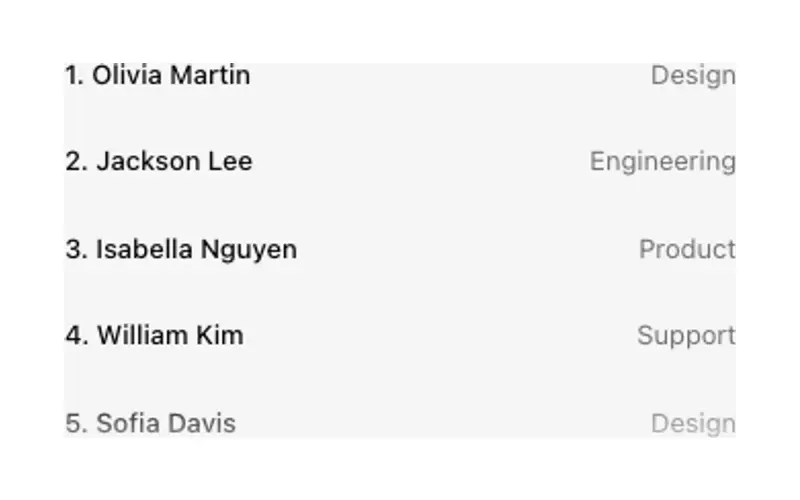 1. Olivia Martin Design
2. Jackson Lee Engineering
3. Isabella Nguyen Product
4. William Kim Support
5. Sofia Davis Design